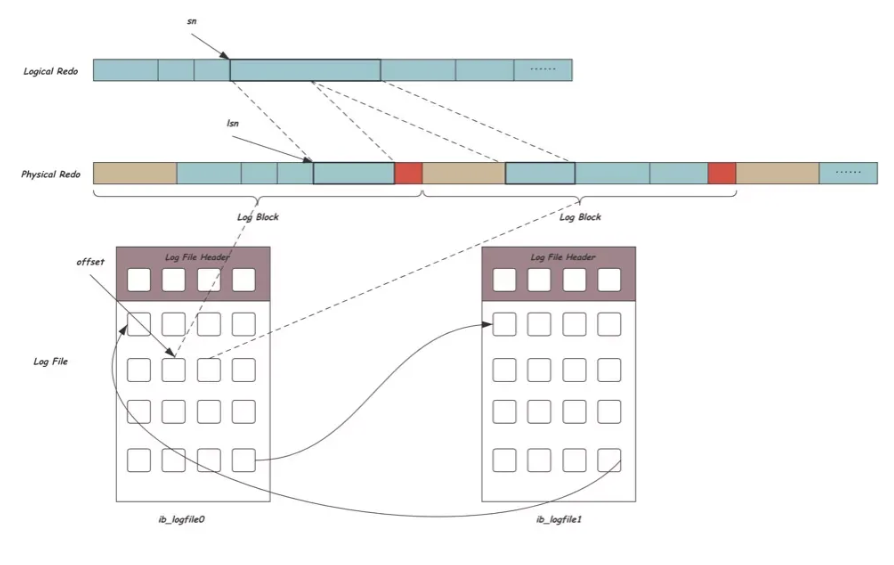 sn
Logical Redo
......
lsn
Physical Redo
......
Log Block
Log Block
Log File Header
Log File Header
offset
Log File
ib_logfile0
ib_logfile1